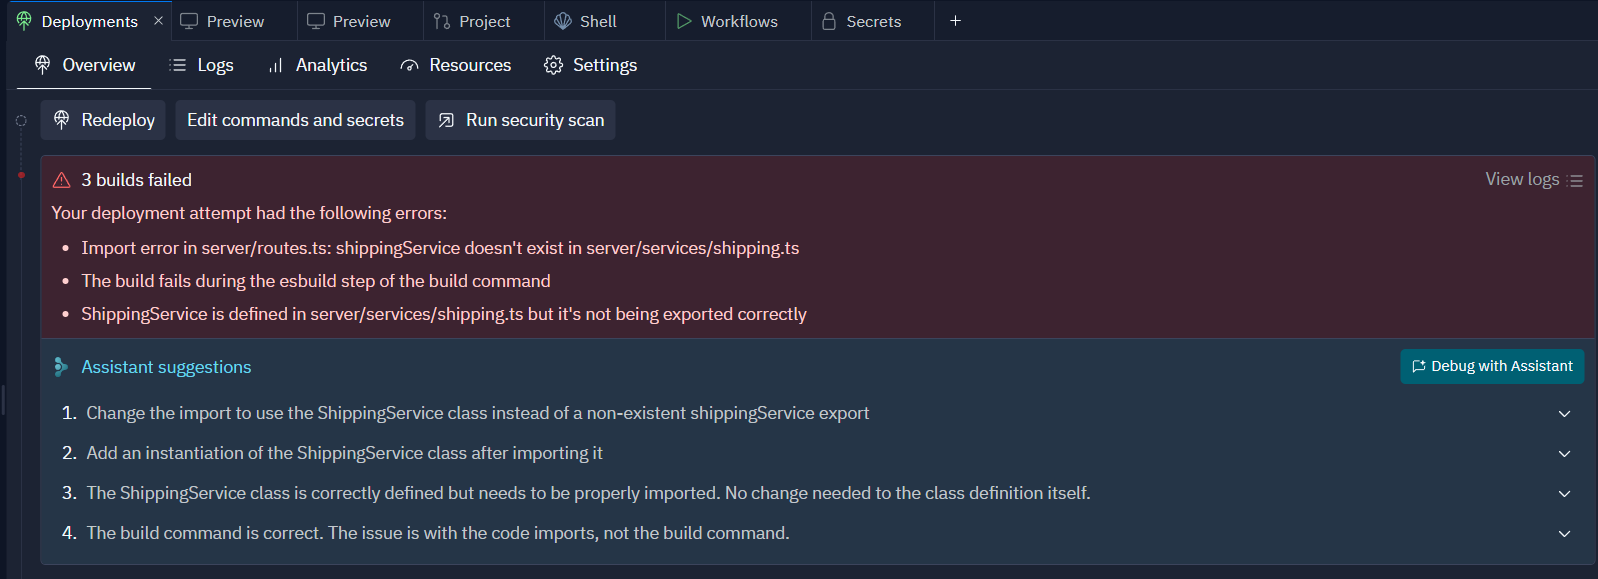 Deployments Preview Preview Project Shell Workflows Secrets
Overview Logs Analytics Resources Settings
Redeploy Edit commands and secrets Run security scan
3 builds failed View logs
Your deployment attempt had the following errors:
• Import error in server/routes.ts: shippingService doesn't exist in server/services/shipping.ts
• The build fails during the esbuild step of the build command
• ShippingService is defined in server/services/shipping.ts but it's not being exported correctly
Assistant suggestions Debug with Assistant
1. Change the import to use the ShippingService class instead of a non-existent shippingService export
2. Add an instantiation of the ShippingService class after importing it
3. The ShippingService class is correctly defined but needs to be properly imported. No change needed to the class definition itself.
4. The build command is correct. The issue is with the code imports, not the build command.